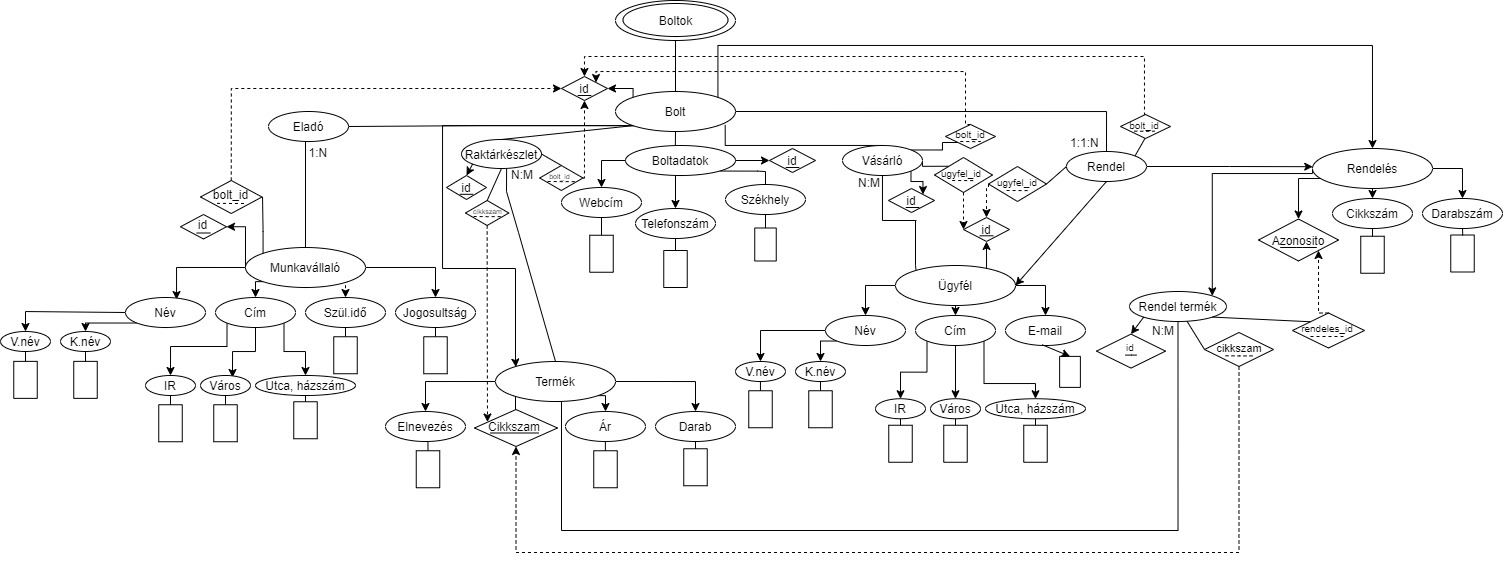 Boltok
id
Bolt
Eladó
1:N
bolt_id
bolt_id
1:1:N
Raktárkészlet
N:M
id
bolt_id
cikkszam
Boltadatok
id
Webcím
Telefonszám
Székhely
Vásárló
N:M
ugyfel_id
id
ugyfel_id
id
Rendel
Rendelés
Azonosito
Cikkszám
Darabszám
bolt_id
id
Munkavállaló
Név
Cím
Szül.idő
Jogosultság
V.név
K.név
IR
Város
Utca, házszám
Ügyfél
Név
Cím
E-mail
V.név
K.név
IR
Város
Utca, házszám
Rendel termék
N:M
id
cikkszam
rendeles_id
Termék
Elnevezés
Cikkszam
Ár
Darab